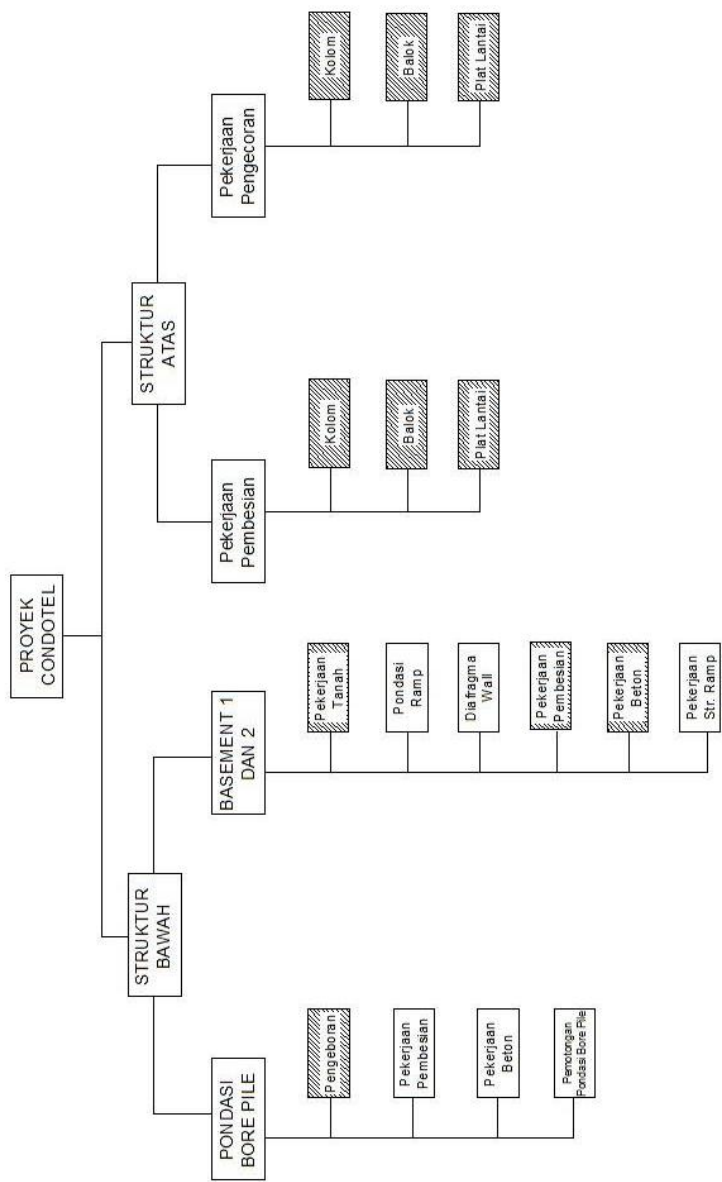 PROYEK
CONDOTEL
STRUKTUR
BAWAH
STRUKTUR
ATAS
PONDASI
BORE PILE
BASEMENT 1
DAN 2
Pekerjaan
Pembesian
Pekerjaan
Pengecoran
Pengeboran
Pekerjaan
Pembesian
Pekerjaan
Beton
Pemotongan
Pondasi Bore Pile
Pekerjaan
Tanah
Pondasi
Ramp
Diafragma
Wall
Pekerjaan
Pembesian
Pekerjaan
Beton
Pekerjaan
Str. Ramp
Kolom
Balok
Plat Lantai
Kolom
Balok
Plat Lantai